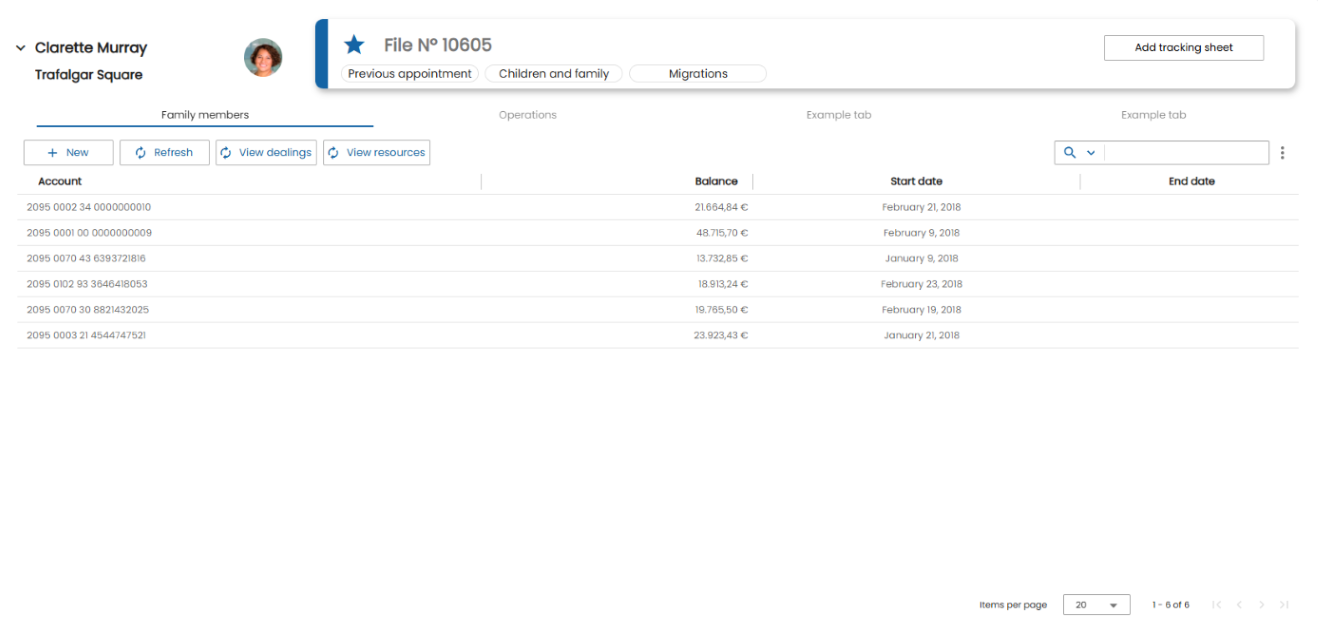 Clarette Murray
Trafalgar Square
File Nº 10605
Previous appointment Children and family Migrations
Add tracking sheet
Family members Operations Example tab Example tab
New Refresh View dealings View resources
Account Balance Start date End date
2095 0002 34 0000000010 21.664,84 € February 21, 2018
2095 0001 00 0000000009 48.715,70 € February 9, 2018
2095 0070 43 6393721816 13.732,85 € January 9, 2018
2095 0102 93 3646418053 18.913,24 € February 23, 2018
2095 0070 30 8821432025 19.765,50 € February 19, 2018
2095 0003 21 4544747521 23.923,43 € January 21, 2018
Items per page 20 1 - 6 of 6